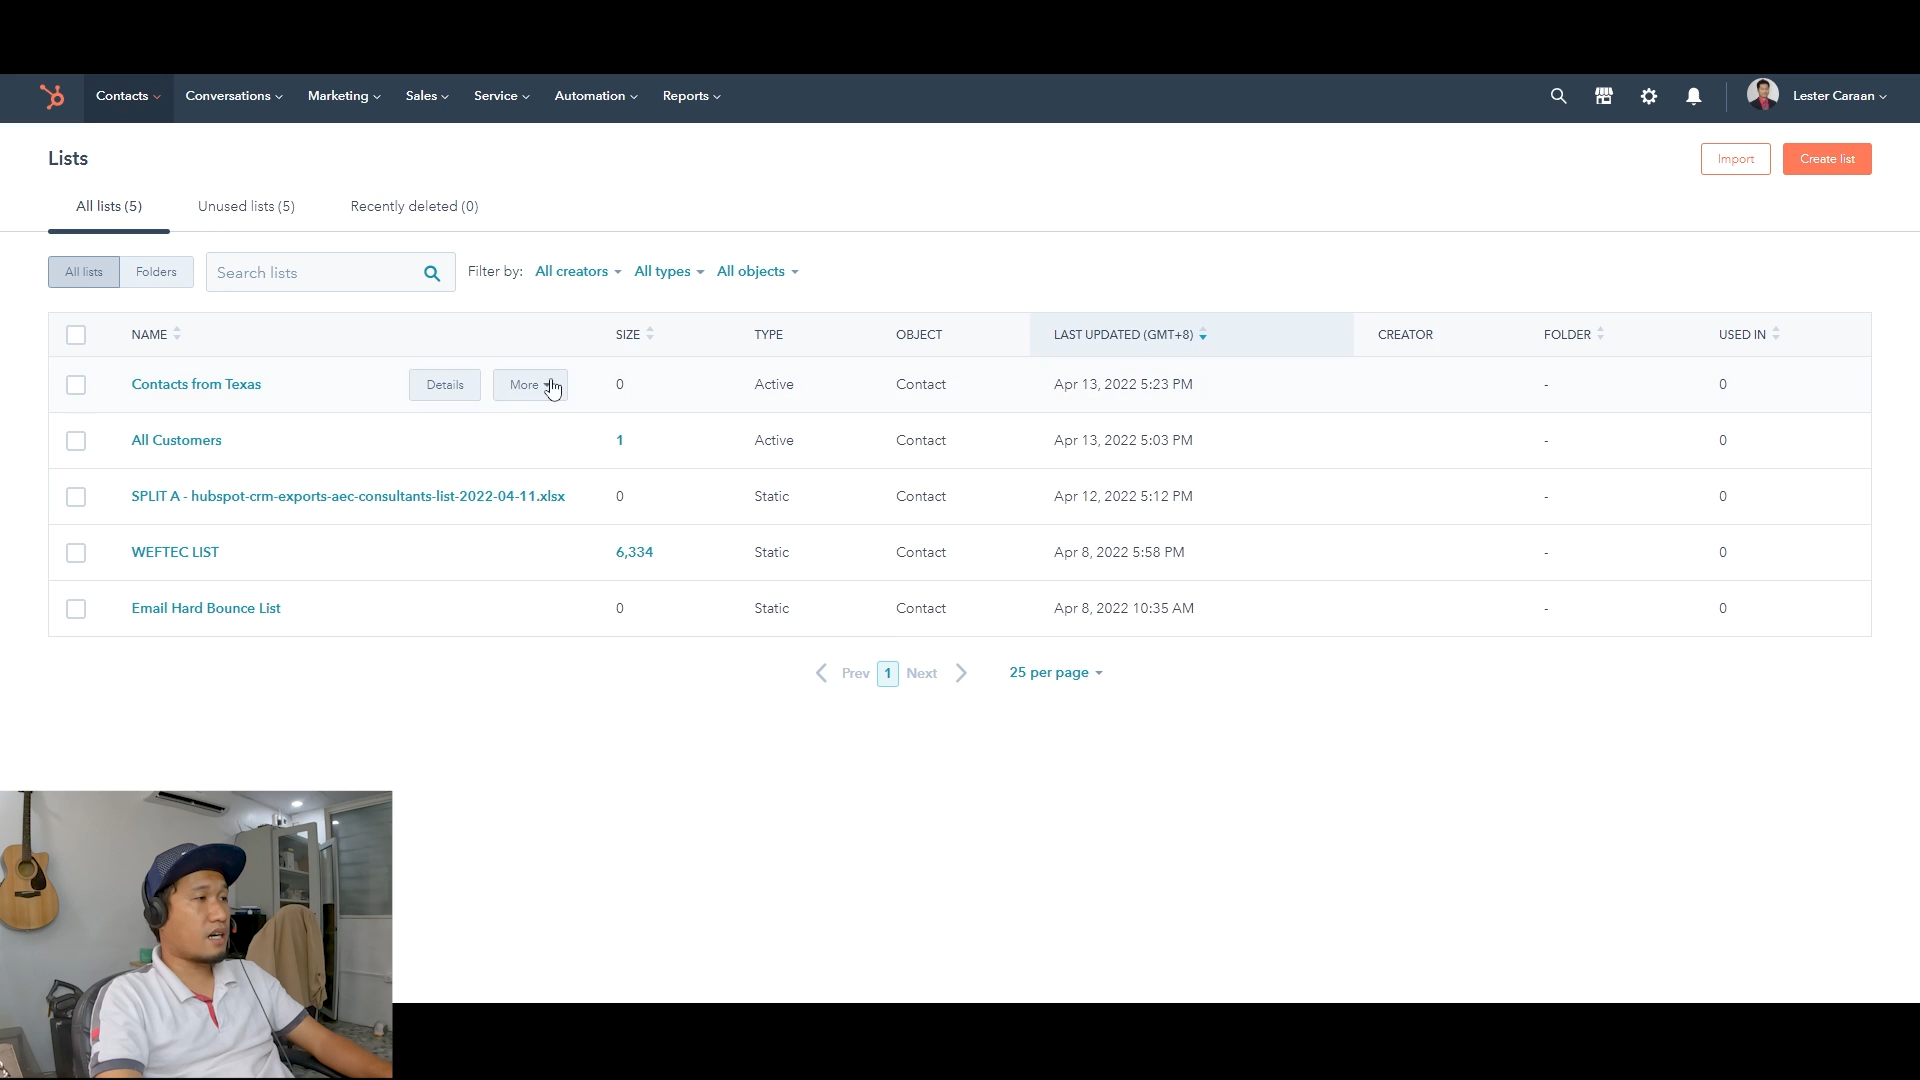 Contacts Conversations Marketing Sales Service Automation Reports Lester Caraan
Lists
Import Create list
All lists (5) Unused lists (5) Recently deleted (0)
All lists Folders Search lists Filter by: All creators All types All objects
NAME SIZE TYPE OBJECT LAST UPDATED (GMT+8) CREATOR FOLDER USED IN
Contacts from Texas Details More 0 Active Contact Apr 13, 2022 5:23 PM - 0
All Customers 1 Active Contact Apr 13, 2022 5:03 PM - 0
SPLIT A - hubspot-crm-exports-aec-consultants-list-2022-04-11.xlsx 0 Static Contact Apr 12, 2022 5:12 PM - 0
WEFTEC LIST 6,334 Static Contact Apr 8, 2022 5:58 PM - 0
Email Hard Bounce List 0 Static Contact Apr 8, 2022 10:35 AM - 0
Prev 1 Next 25 per page